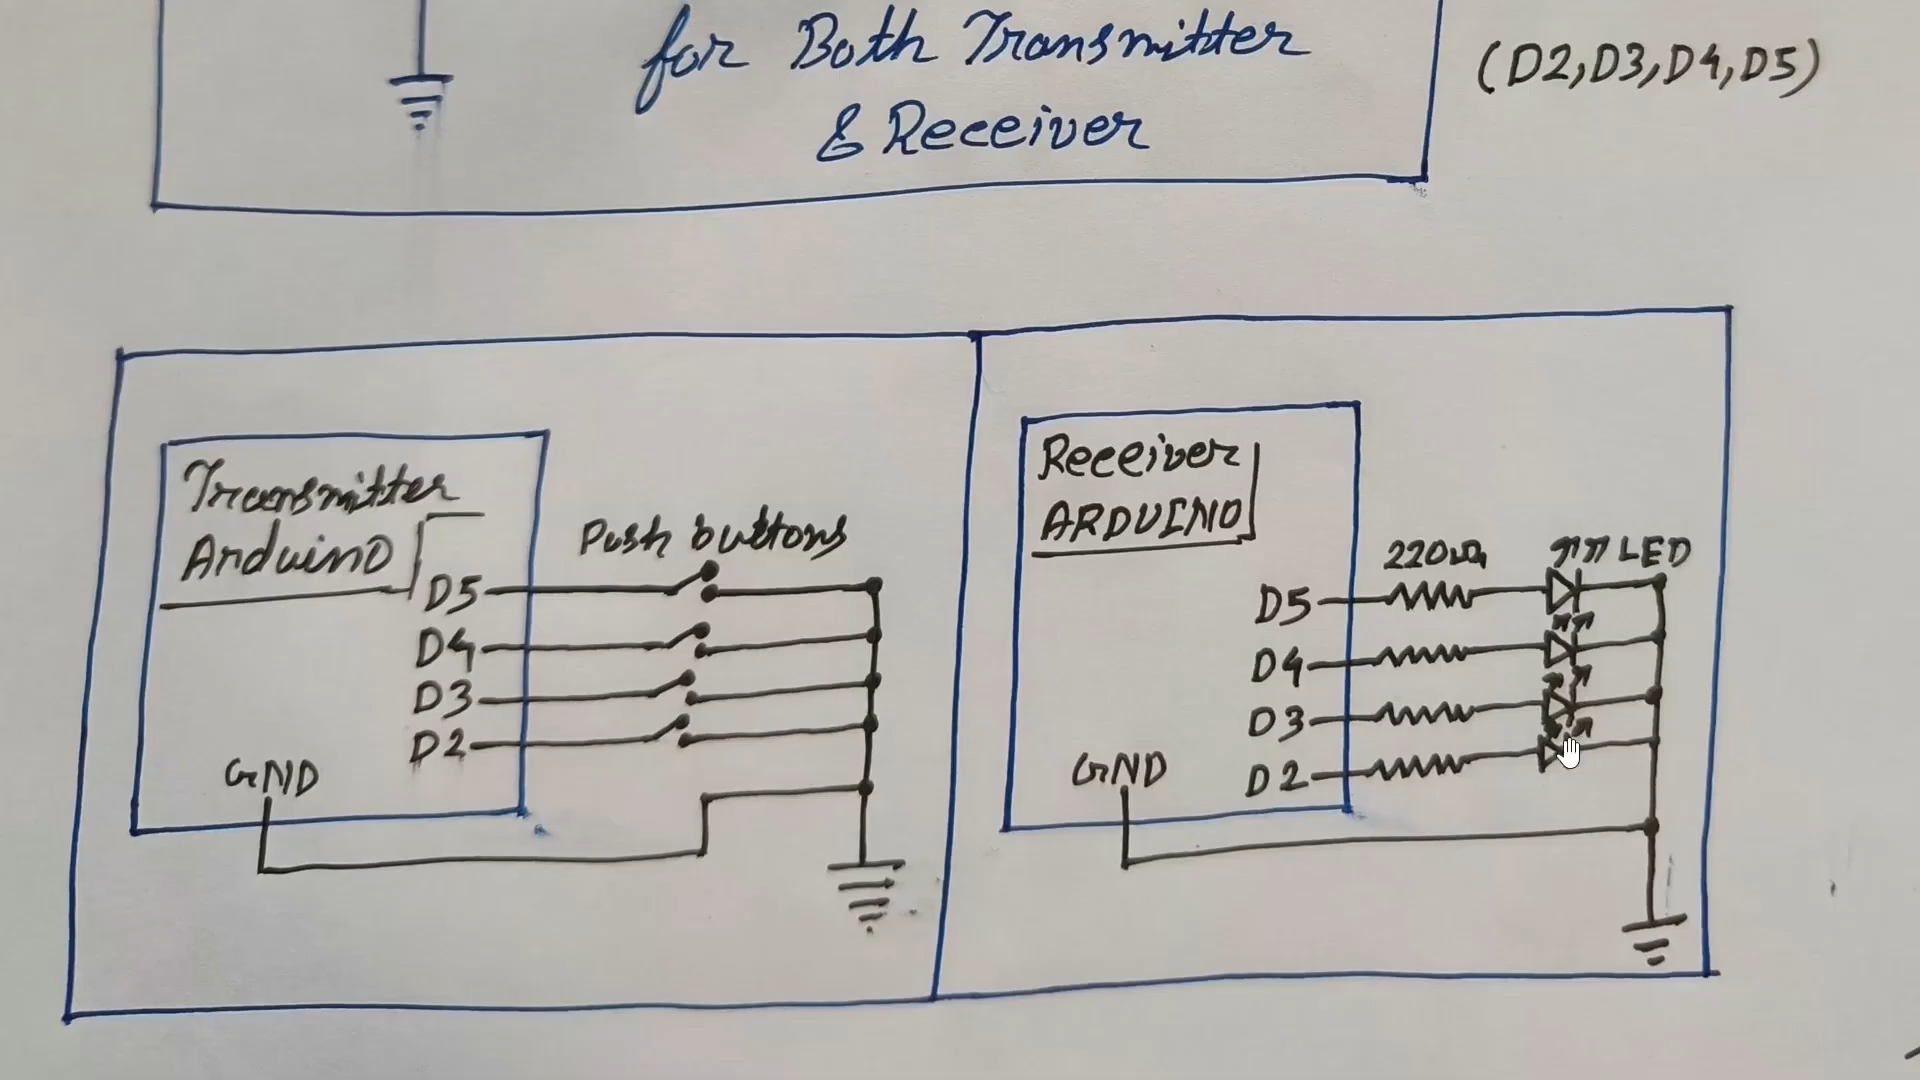 for Both Transmitter
& Receiver
(D2,D3,D4,D5)
Transmitter
Arduino
Push buttons
D5
D4
D3
D2
GND
Receiver
ARDUINO
220Ω
LED
D5
D4
D3
D2
GND